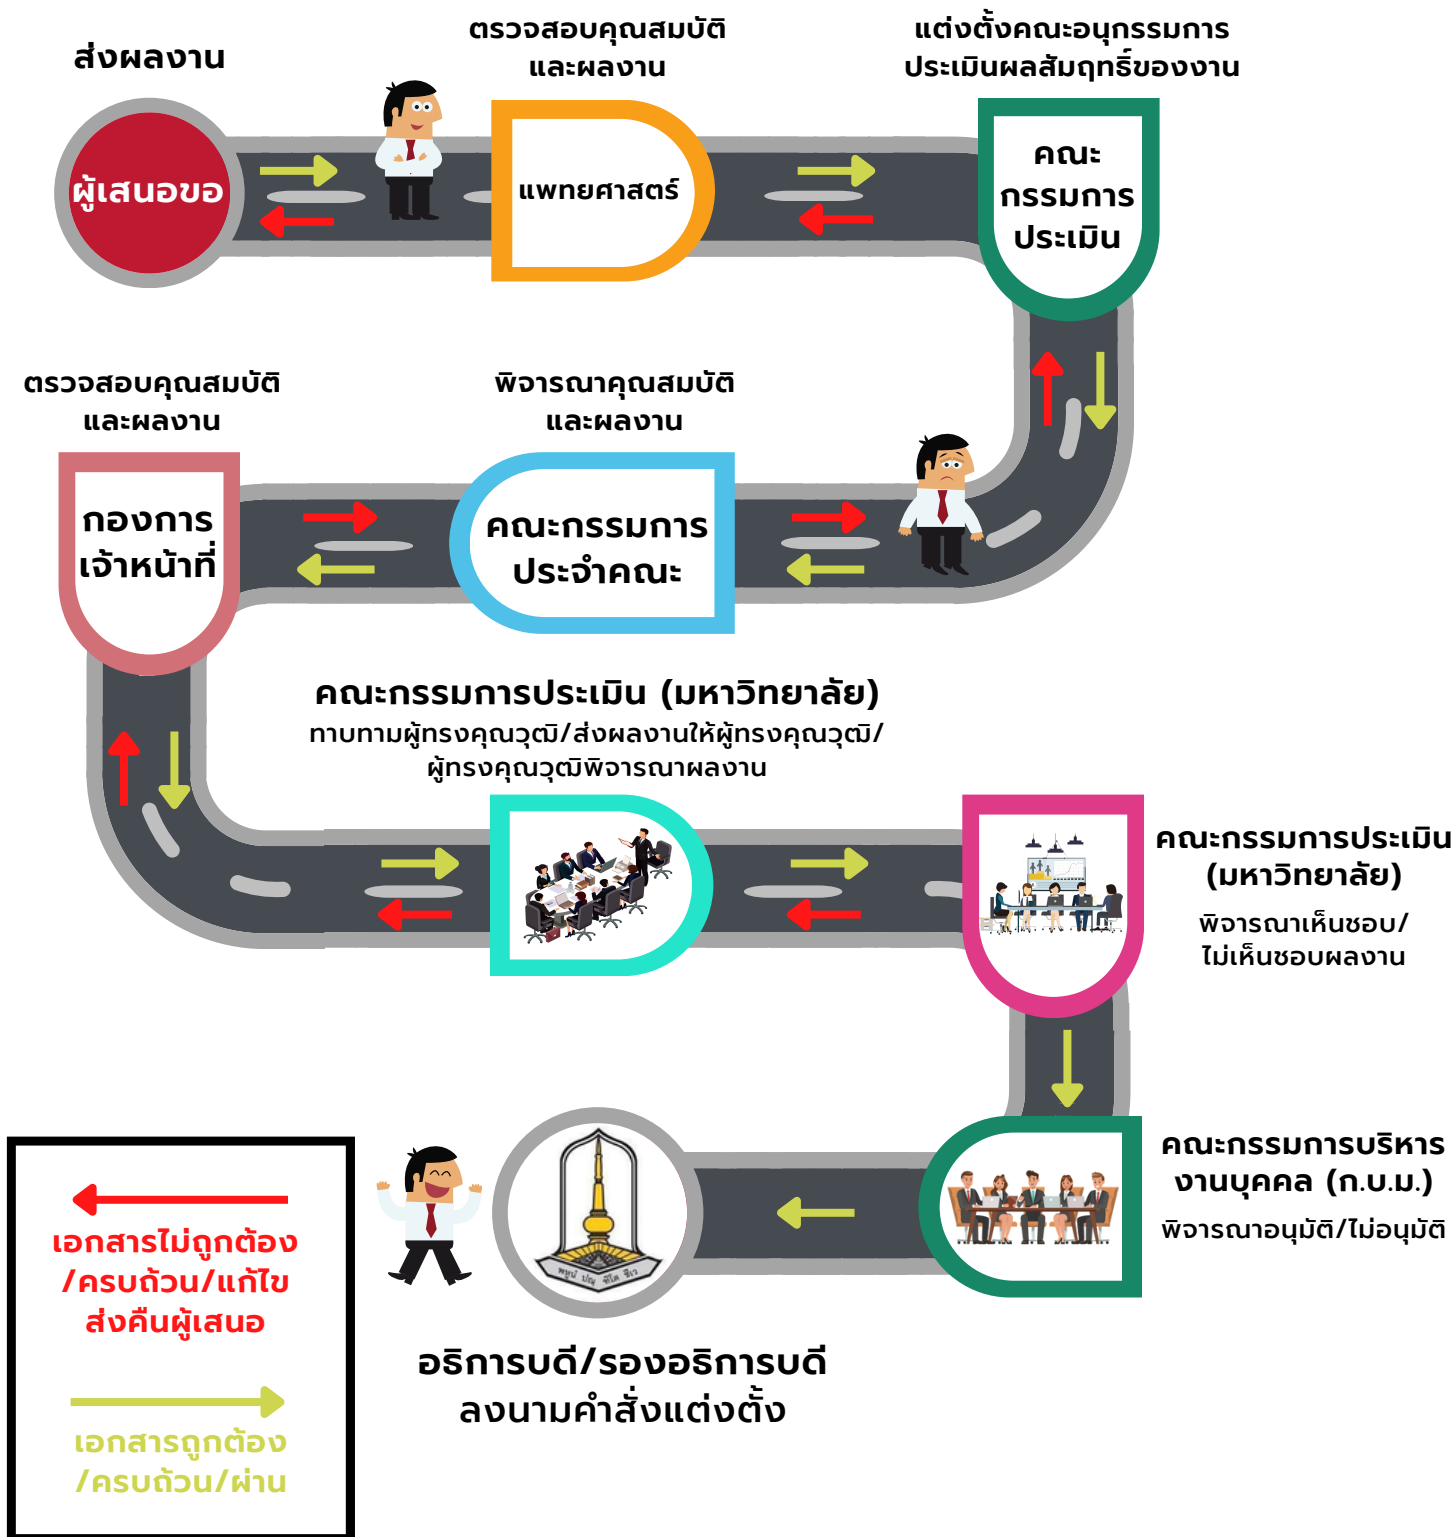 ส่งผลงาน
ผู้เสนอขอ
ตรวจสอบคุณสมบัติ
และผลงาน
แพทยศาสตร์
แต่งตั้งคณะอนุกรรมการ
ประเมินผลสัมฤทธิ์ของงาน
คณะ
กรรมการ
ประเมิน
พิจารณาคุณสมบัติ
และผลงาน
คณะกรรมการ
ประจำคณะ
ตรวจสอบคุณสมบัติ
และผลงาน
กองการ
เจ้าหน้าที่
คณะกรรมการประเมิน (มหาวิทยาลัย)
ทาบทามผู้ทรงคุณวุฒิ/ส่งผลงานให้ผู้ทรงคุณวุฒิ/
ผู้ทรงคุณวุฒิพิจารณาผลงาน
คณะกรรมการประเมิน
(มหาวิทยาลัย)
พิจารณาเห็นชอบ/
ไม่เห็นชอบผลงาน
คณะกรรมการบริหาร
งานบุคคล (ก.บ.ม.)
พิจารณาอนุมัติ/ไม่อนุมัติ
อธิการบดี/รองอธิการบดี
ลงนามคำสั่งแต่งตั้ง
เอกสารไม่ถูกต้อง
/ครบถ้วน/แก้ไข
ส่งคืนผู้เสนอ
เอกสารถูกต้อง
/ครบถ้วน/ผ่าน